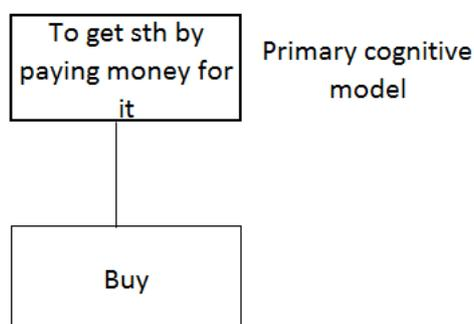 To get sth by
paying money for
it
Primary cognitive
model
Buy